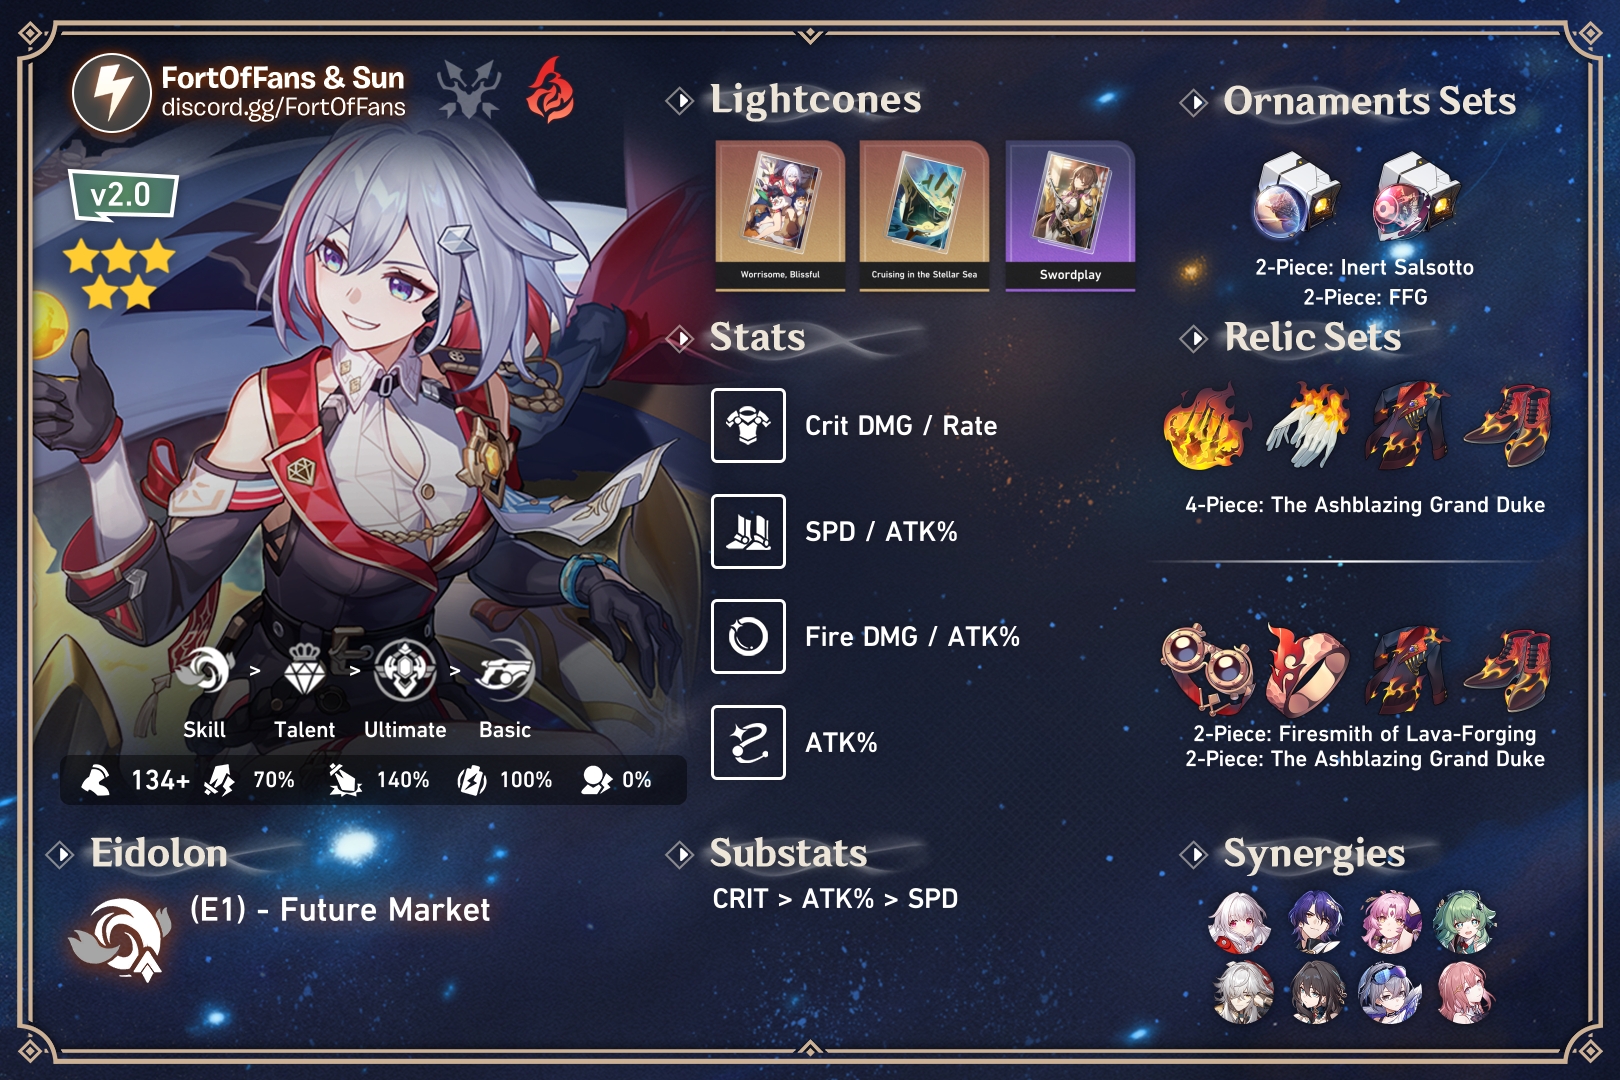 FortOfFans & Sun
discord.gg/FortOfFans
v2.0
Skill > Talent > Ultimate > Basic
134+ 70% 140% 100% 0%
Eidolon
(E1) - Future Market
Lightcones
Worrisome, Blissful
Cruising in the Stellar Sea
Swordplay
Stats
Crit DMG / Rate
SPD / ATK%
Fire DMG / ATK%
ATK%
Substats
CRIT > ATK% > SPD
Ornaments Sets
2-Piece: Inert Salsotto
2-Piece: FFG
Relic Sets
4-Piece: The Ashblazing Grand Duke
2-Piece: Firesmith of Lava-Forging
2-Piece: The Ashblazing Grand Duke
Synergies